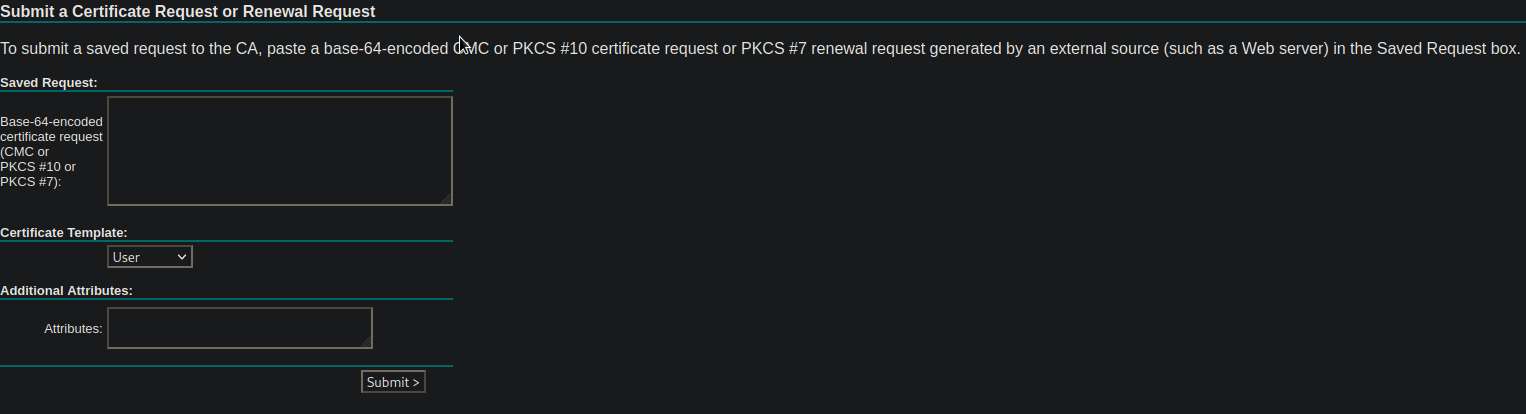 Submit a Certificate Request or Renewal Request
To submit a saved request to the CA, paste a base-64-encoded CMC or PKCS #10 certificate request or PKCS #7 renewal request generated by an external source (such as a Web server) in the Saved Request box.
Saved Request:
Base-64-encoded
certificate request
(CMC or
PKCS #10 or
PKCS #7):
Certificate Template:
User
Additional Attributes:
Attributes:
Submit >